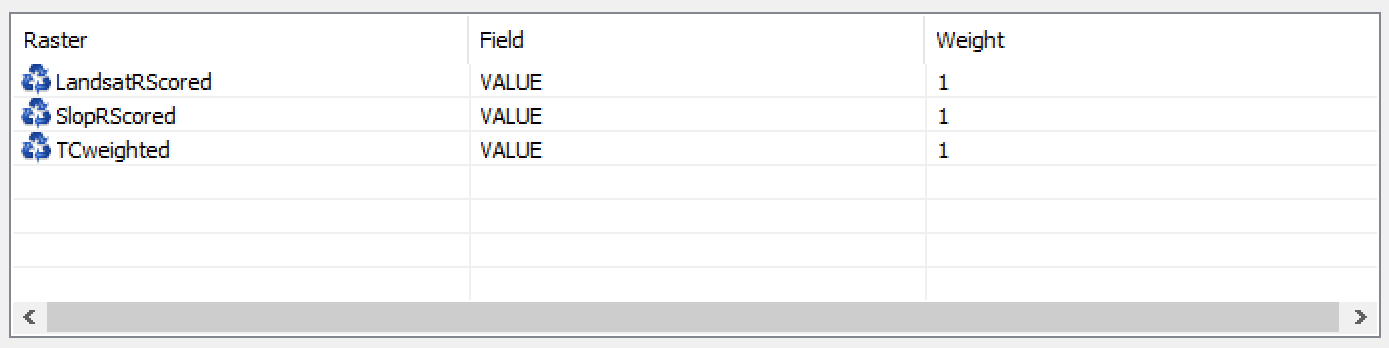 Raster Field Weight
LandsatRScored VALUE 1
SlopRScored VALUE 1
TCweighted VALUE 1